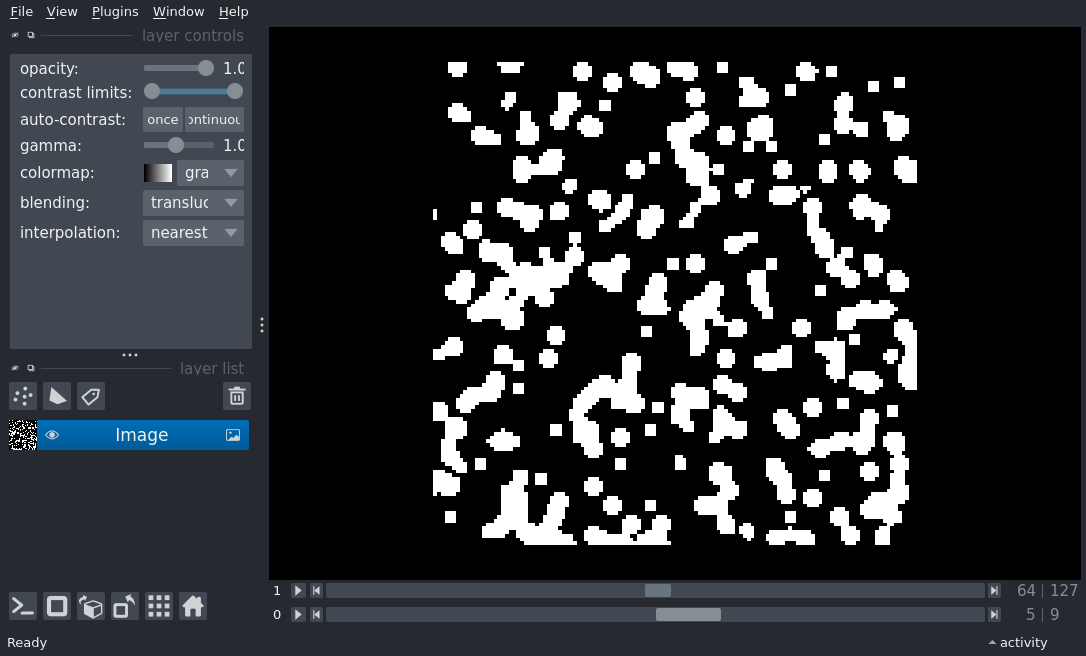 File View Plugins Window Help
layer controls
opacity: 1.0
contrast limits:
auto-contrast: once ontinuou
gamma: 1.0
colormap: gra
blending: transluc
interpolation: nearest
layer list
Image
1 64 | 127
0 5 | 9
Ready activity